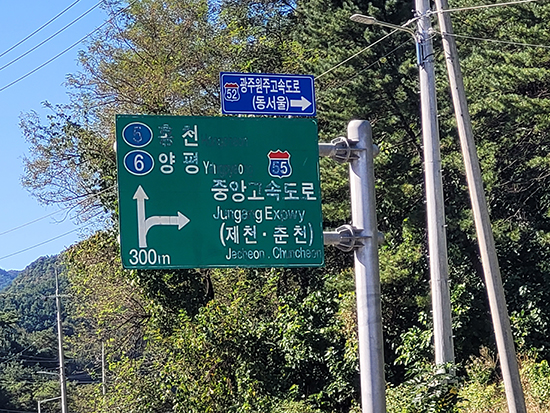 52 광주원주고속도로
(동서울)
5 홍천
6 양평
55
중앙고속도로
Jungang Expwy
(제천·춘천)
Jecheon . Chuncheon
300m